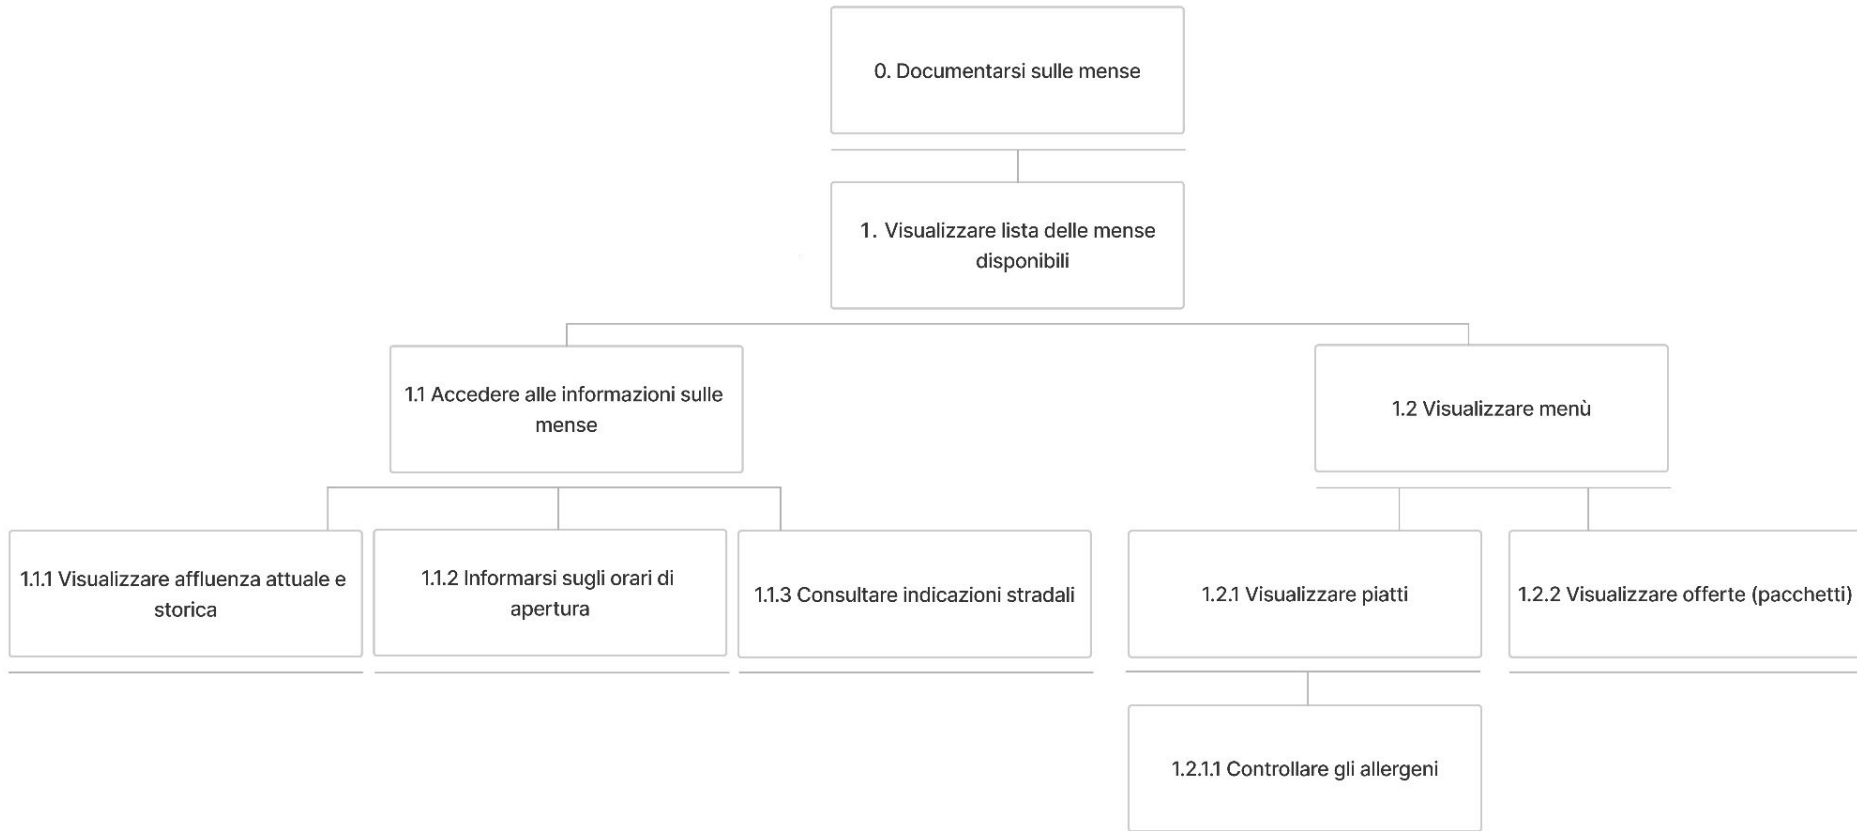 0. Documentarsi sulle mense
1. Visualizzare lista delle mense
disponibili
1.1 Accedere alle informazioni sulle
mense
1.2 Visualizzare menù
1.1.1 Visualizzare affluenza attuale e
storica
1.1.2 Informarsi sugli orari di
apertura
1.1.3 Consultare indicazioni stradali
1.2.1 Visualizzare piatti
1.2.2 Visualizzare offerte (pacchetti)
1.2.1.1 Controllare gli allergeni